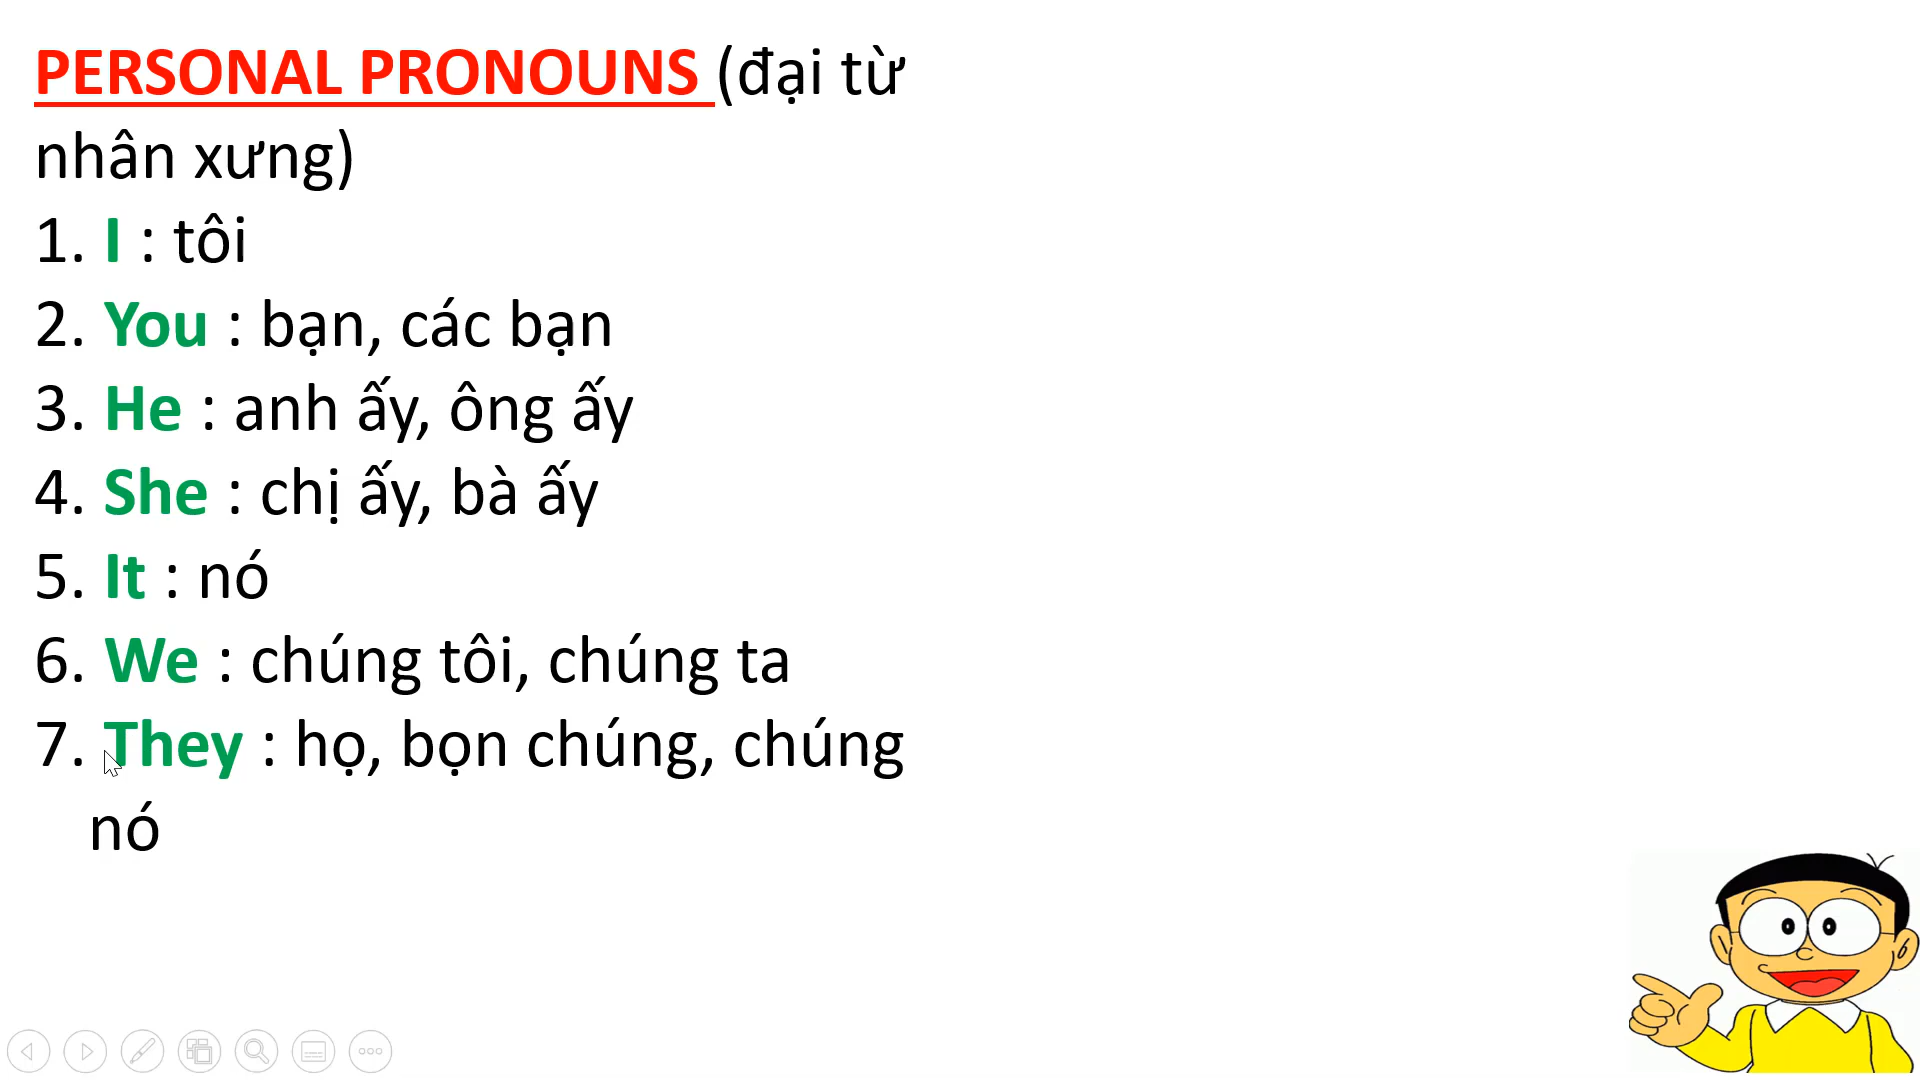 PERSONAL PRONOUNS (đại từ
nhân xưng)
1. I : tôi
2. You : bạn, các bạn
3. He : anh ấy, ông ấy
4. She : chị ấy, bà ấy
5. It : nó
6. We : chúng tôi, chúng ta
7. They : họ, bọn chúng, chúng
nó